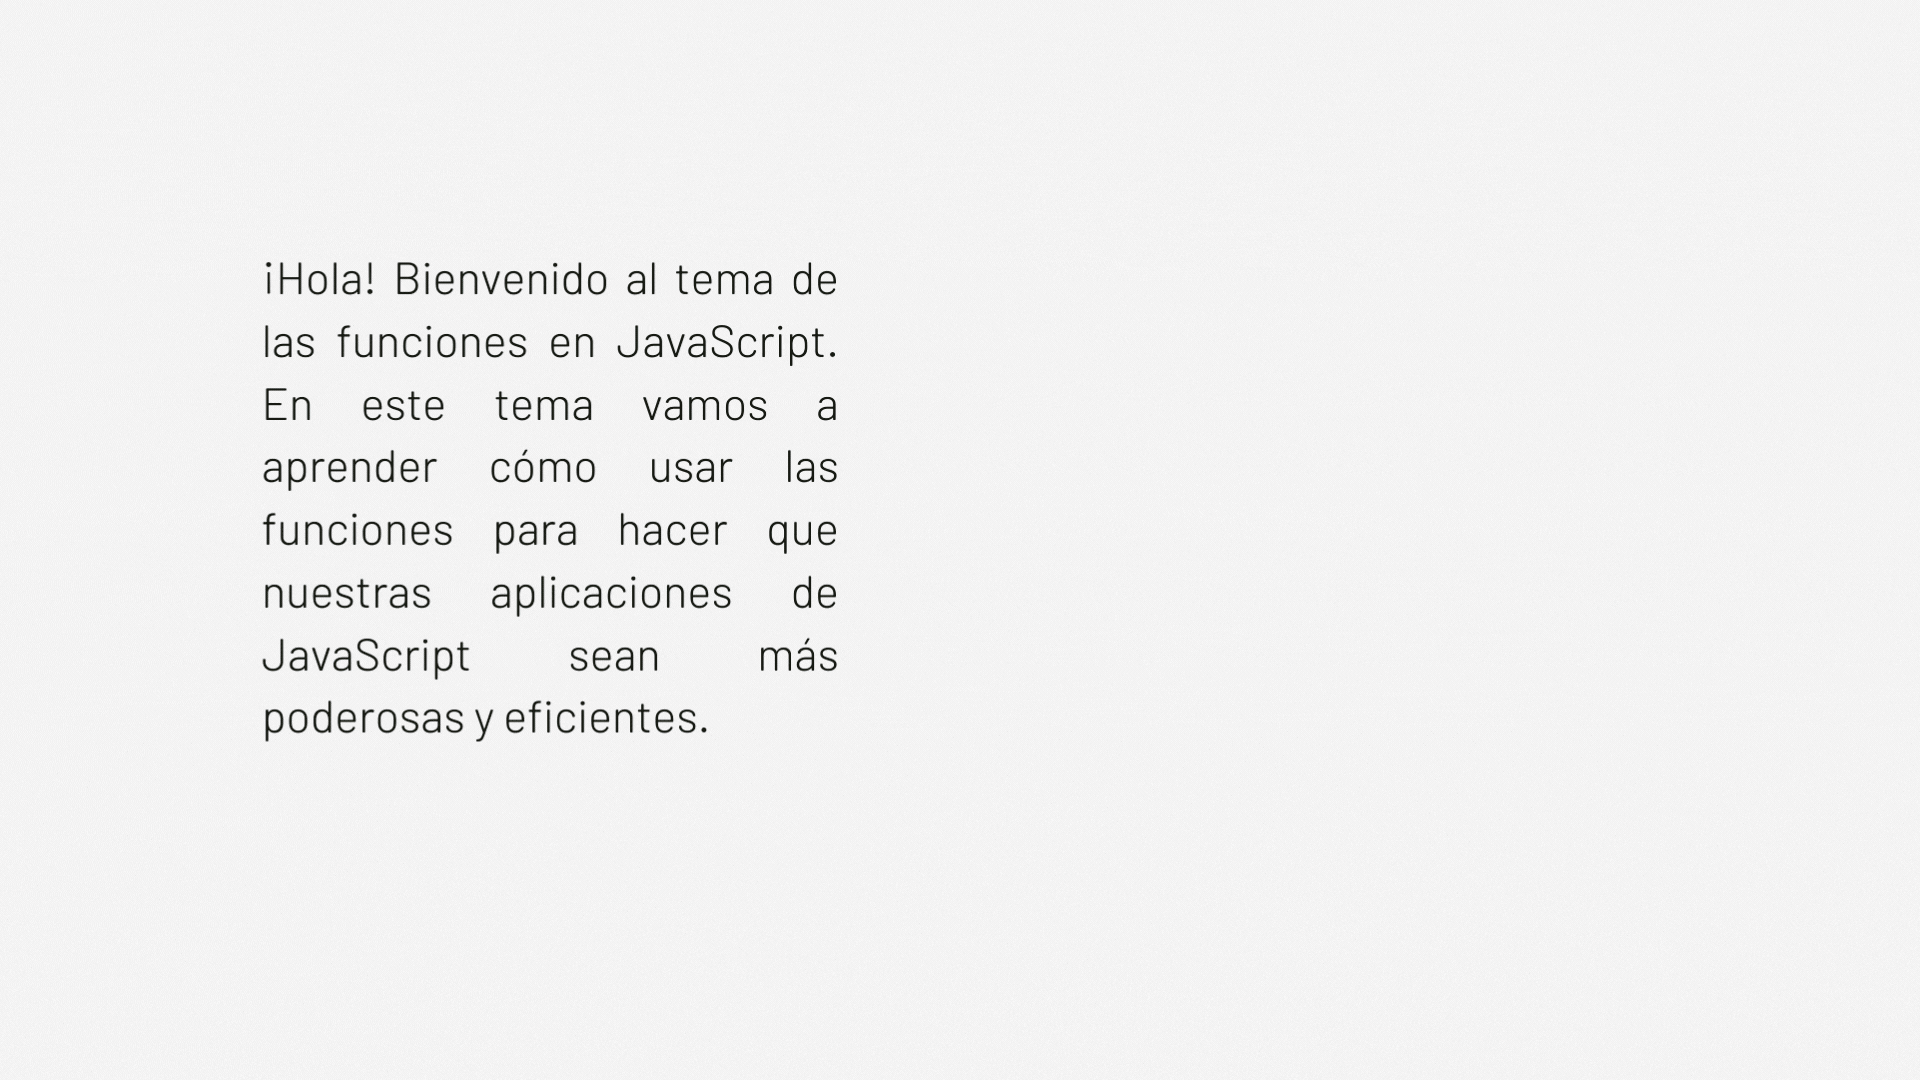 ¡Hola! Bienvenido al tema de
las funciones en JavaScript.
En este tema vamos a
aprender cómo usar las
funciones para hacer que
nuestras aplicaciones de
JavaScript sean más
poderosas y eficientes.